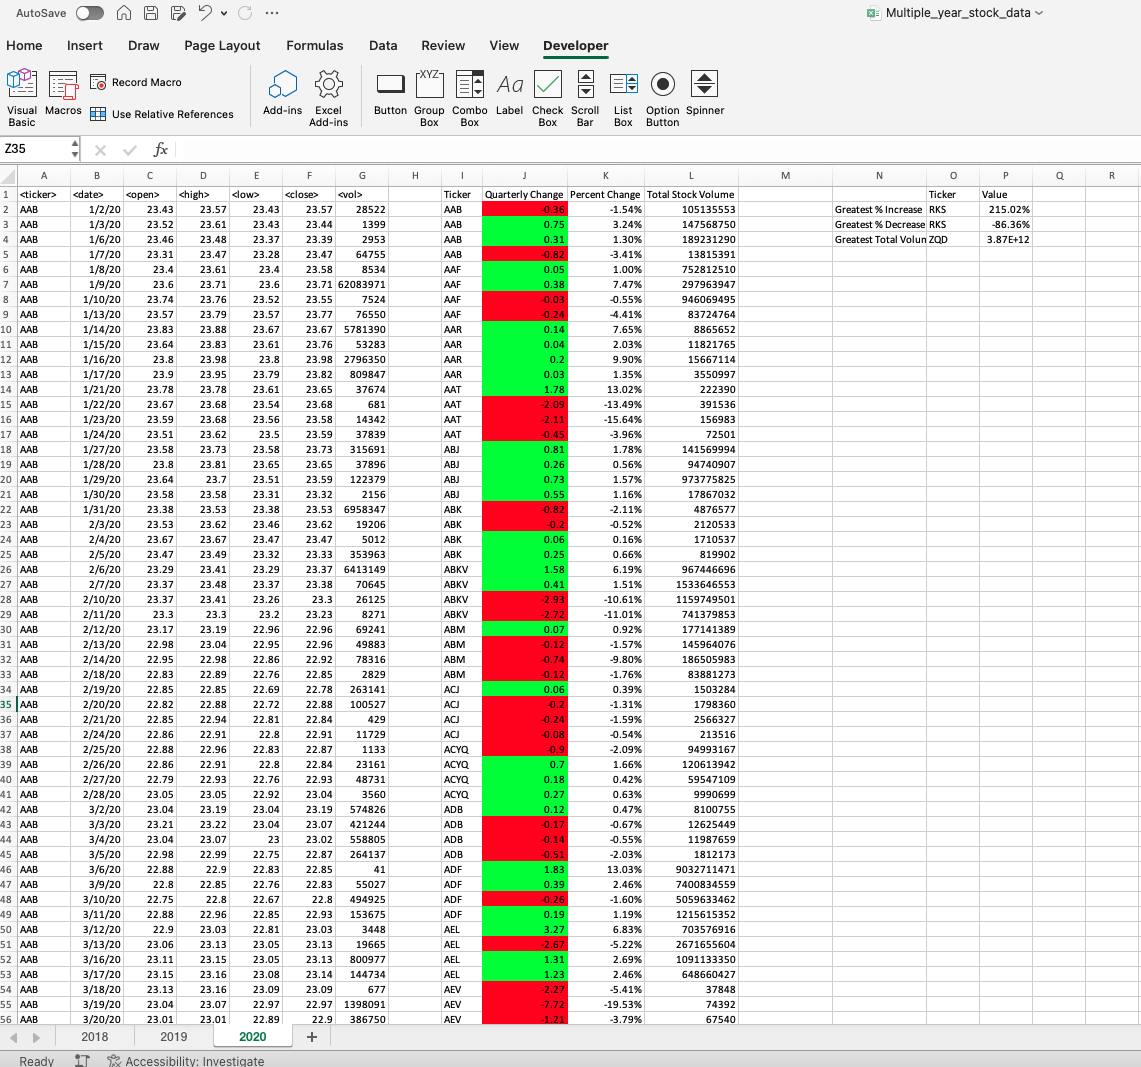 AutoSave Multiple_year_stock_data
Home Insert Draw Page Layout Formulas Data Review View Developer
Visual Basic Macros Record Macro Use Relative References Add-ins Excel Add-ins Button Group Box Combo Box Label Check Box Scroll Bar List Box Option Button Spinner
XYZ Aa
Z35 fx
A B C D E F G H I J K L M N O P Q R
1 <ticker> <date> <open> <high> <low> <close> <vol> Ticker Quarterly Change Percent Change Total Stock Volume Ticker Value
2 AAB 1/2/20 23.43 23.57 23.43 23.57 28522 AAB -0.36 -1.54% 105135553 Greatest % Increase RKS 215.02%
3 AAB 1/3/20 23.52 23.61 23.43 23.44 1399 AAB 0.75 3.24% 147568750 Greatest % Decrease RKS -86.36%
4 AAB 1/6/20 23.46 23.48 23.37 23.39 2953 AAB 0.31 1.30% 189231290 Greatest Total Volun ZQD 3.87E+12
5 AAB 1/7/20 23.31 23.47 23.28 23.47 64755 AAB -0.82 -3.41% 13815391
6 AAB 1/8/20 23.4 23.61 23.4 23.58 8534 AAF 0.05 1.00% 752812510
7 AAB 1/9/20 23.6 23.71 23.6 23.71 62083971 AAF 0.38 7.47% 297963947
8 AAB 1/10/20 23.74 23.76 23.52 23.55 7524 AAF -0.03 -0.55% 946069495
9 AAB 1/13/20 23.57 23.79 23.57 23.77 76550 AAF -0.24 -4.41% 83724764
10 AAB 1/14/20 23.83 23.88 23.67 23.67 5781390 AAR 0.14 7.65% 8865652
11 AAB 1/15/20 23.64 23.83 23.61 23.76 53283 AAR 0.04 2.03% 11821765
12 AAB 1/16/20 23.8 23.98 23.8 23.98 2796350 AAR 0.2 9.90% 15667114
13 AAB 1/17/20 23.9 23.95 23.79 23.82 809847 AAR 0.03 1.35% 3550997
14 AAB 1/21/20 23.78 23.78 23.61 23.65 37674 AAT 1.78 13.02% 222390
15 AAB 1/22/20 23.67 23.68 23.54 23.68 681 AAT -2.09 -13.49% 391536
16 AAB 1/23/20 23.59 23.68 23.56 23.58 14342 AAT -2.11 -15.64% 156983
17 AAB 1/24/20 23.51 23.62 23.5 23.59 37839 AAT -0.45 -3.96% 72501
18 AAB 1/27/20 23.58 23.73 23.58 23.73 315691 ABJ 0.81 1.78% 141569994
19 AAB 1/28/20 23.8 23.81 23.65 23.65 37896 ABJ 0.26 0.56% 94740907
20 AAB 1/29/20 23.64 23.7 23.51 23.59 122379 ABJ 0.73 1.57% 973775825
21 AAB 1/30/20 23.58 23.58 23.31 23.32 2156 ABJ 0.55 1.16% 17867032
22 AAB 1/31/20 23.38 23.53 23.38 23.53 6958347 ABK -0.82 -2.11% 4876577
23 AAB 2/3/20 23.53 23.62 23.46 23.62 19206 ABK -0.2 -0.52% 2120533
24 AAB 2/4/20 23.67 23.67 23.47 23.47 5012 ABK 0.06 0.16% 1710537
25 AAB 2/5/20 23.47 23.49 23.32 23.33 353963 ABK 0.25 0.66% 819902
26 AAB 2/6/20 23.29 23.41 23.29 23.37 6413149 ABKV 1.58 6.19% 967446696
27 AAB 2/7/20 23.37 23.48 23.37 23.38 70645 ABKV 0.41 1.51% 1533646553
28 AAB 2/10/20 23.37 23.41 23.26 23.3 26125 ABKV -2.93 -10.61% 1159749501
29 AAB 2/11/20 23.3 23.3 23.2 23.23 8271 ABKV -2.72 -11.01% 741379853
30 AAB 2/12/20 23.17 23.19 22.96 22.96 69241 ABM 0.07 0.92% 177141389
31 AAB 2/13/20 22.98 23.04 22.95 22.96 49883 ABM -0.12 -1.57% 145964076
32 AAB 2/14/20 22.95 22.98 22.86 22.92 78316 ABM -0.74 -9.80% 186505983
33 AAB 2/18/20 22.83 22.89 22.76 22.85 2829 ABM -0.12 -1.76% 83881273
34 AAB 2/19/20 22.85 22.85 22.69 22.78 263141 ACJ 0.06 0.39% 1503284
35 AAB 2/20/20 22.82 22.88 22.72 22.88 100527 ACJ -0.2 -1.31% 1798360
36 AAB 2/21/20 22.85 22.94 22.81 22.84 429 ACJ -0.24 -1.59% 2566327
37 AAB 2/24/20 22.86 22.91 22.8 22.91 11729 ACJ -0.08 -0.54% 213516
38 AAB 2/25/20 22.88 22.96 22.83 22.87 1133 ACYQ -0.9 -2.09% 94993167
39 AAB 2/26/20 22.86 22.91 22.8 22.84 23161 ACYQ 0.7 1.66% 120613942
40 AAB 2/27/20 22.79 22.93 22.76 22.93 48731 ACYQ 0.18 0.42% 59547109
41 AAB 2/28/20 23.05 23.05 22.92 23.04 3560 ACYQ 0.27 0.63% 9990699
42 AAB 3/2/20 23.04 23.19 23.04 23.19 574826 ADB 0.12 0.47% 8100755
43 AAB 3/3/20 23.21 23.22 23.04 23.07 421244 ADB -0.17 -0.67% 12625449
44 AAB 3/4/20 23.04 23.07 23 23.02 558805 ADB -0.14 -0.55% 11987659
45 AAB 3/5/20 22.98 22.99 22.75 22.87 264137 ADB -0.51 -2.03% 1812173
46 AAB 3/6/20 22.88 22.9 22.83 22.85 41 ADF 1.83 13.03% 9032711471
47 AAB 3/9/20 22.8 22.85 22.76 22.83 55027 ADF 0.39 2.46% 7400834559
48 AAB 3/10/20 22.75 22.8 22.67 22.8 494925 ADF -0.26 -1.60% 5059633462
49 AAB 3/11/20 22.88 22.96 22.85 22.93 153675 ADF 0.19 1.19% 1215615352
50 AAB 3/12/20 22.9 23.03 22.81 23.03 3448 AEL 3.27 6.83% 703576916
51 AAB 3/13/20 23.06 23.13 23.05 23.13 19665 AEL -2.67 -5.22% 2671655604
52 AAB 3/16/20 23.11 23.15 23.05 23.13 800977 AEL 1.31 2.69% 1091133350
53 AAB 3/17/20 23.15 23.16 23.08 23.14 144734 AEL 1.23 2.46% 648660427
54 AAB 3/18/20 23.13 23.16 23.09 23.09 677 AEV -2.27 -5.41% 37848
55 AAB 3/19/20 23.04 23.07 22.97 22.97 1398091 AEV -7.72 -19.53% 74392
56 AAB 3/20/20 23.01 23.01 22.89 22.9 386750 AEV -1.21 -3.79% 67540
2018 2019 2020 +
Ready Accessibility: Investigate